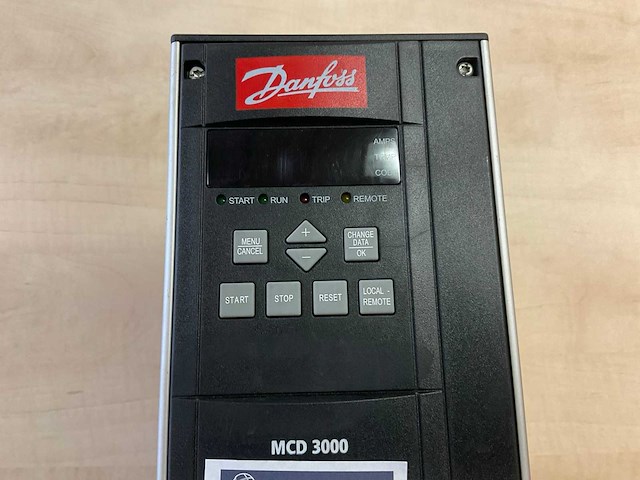 Danfoss
AMPS
START RUN TRIP REMOTE
MENU
CANCEL
+
CHANGE
DATA
OK
−
START
STOP
RESET
LOCAL -
REMOTE
MCD 3000